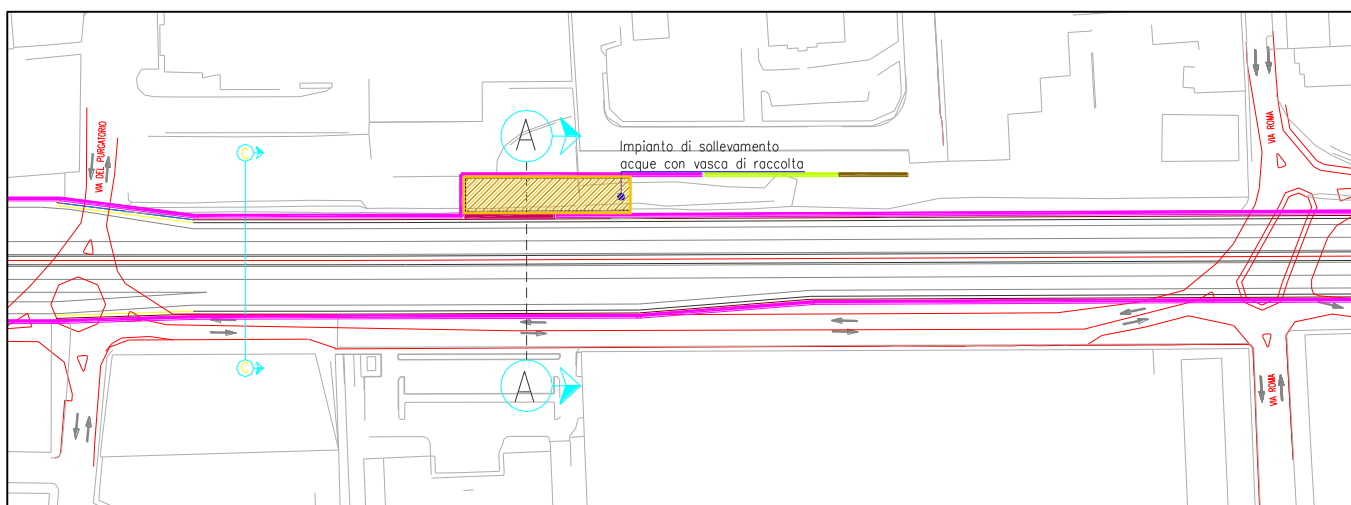 VIA DEL PURGATORIO
C
A
Impianto di sollevamento
acque con vasca di raccolta
VIA ROMA
C
A
VIA ROMA